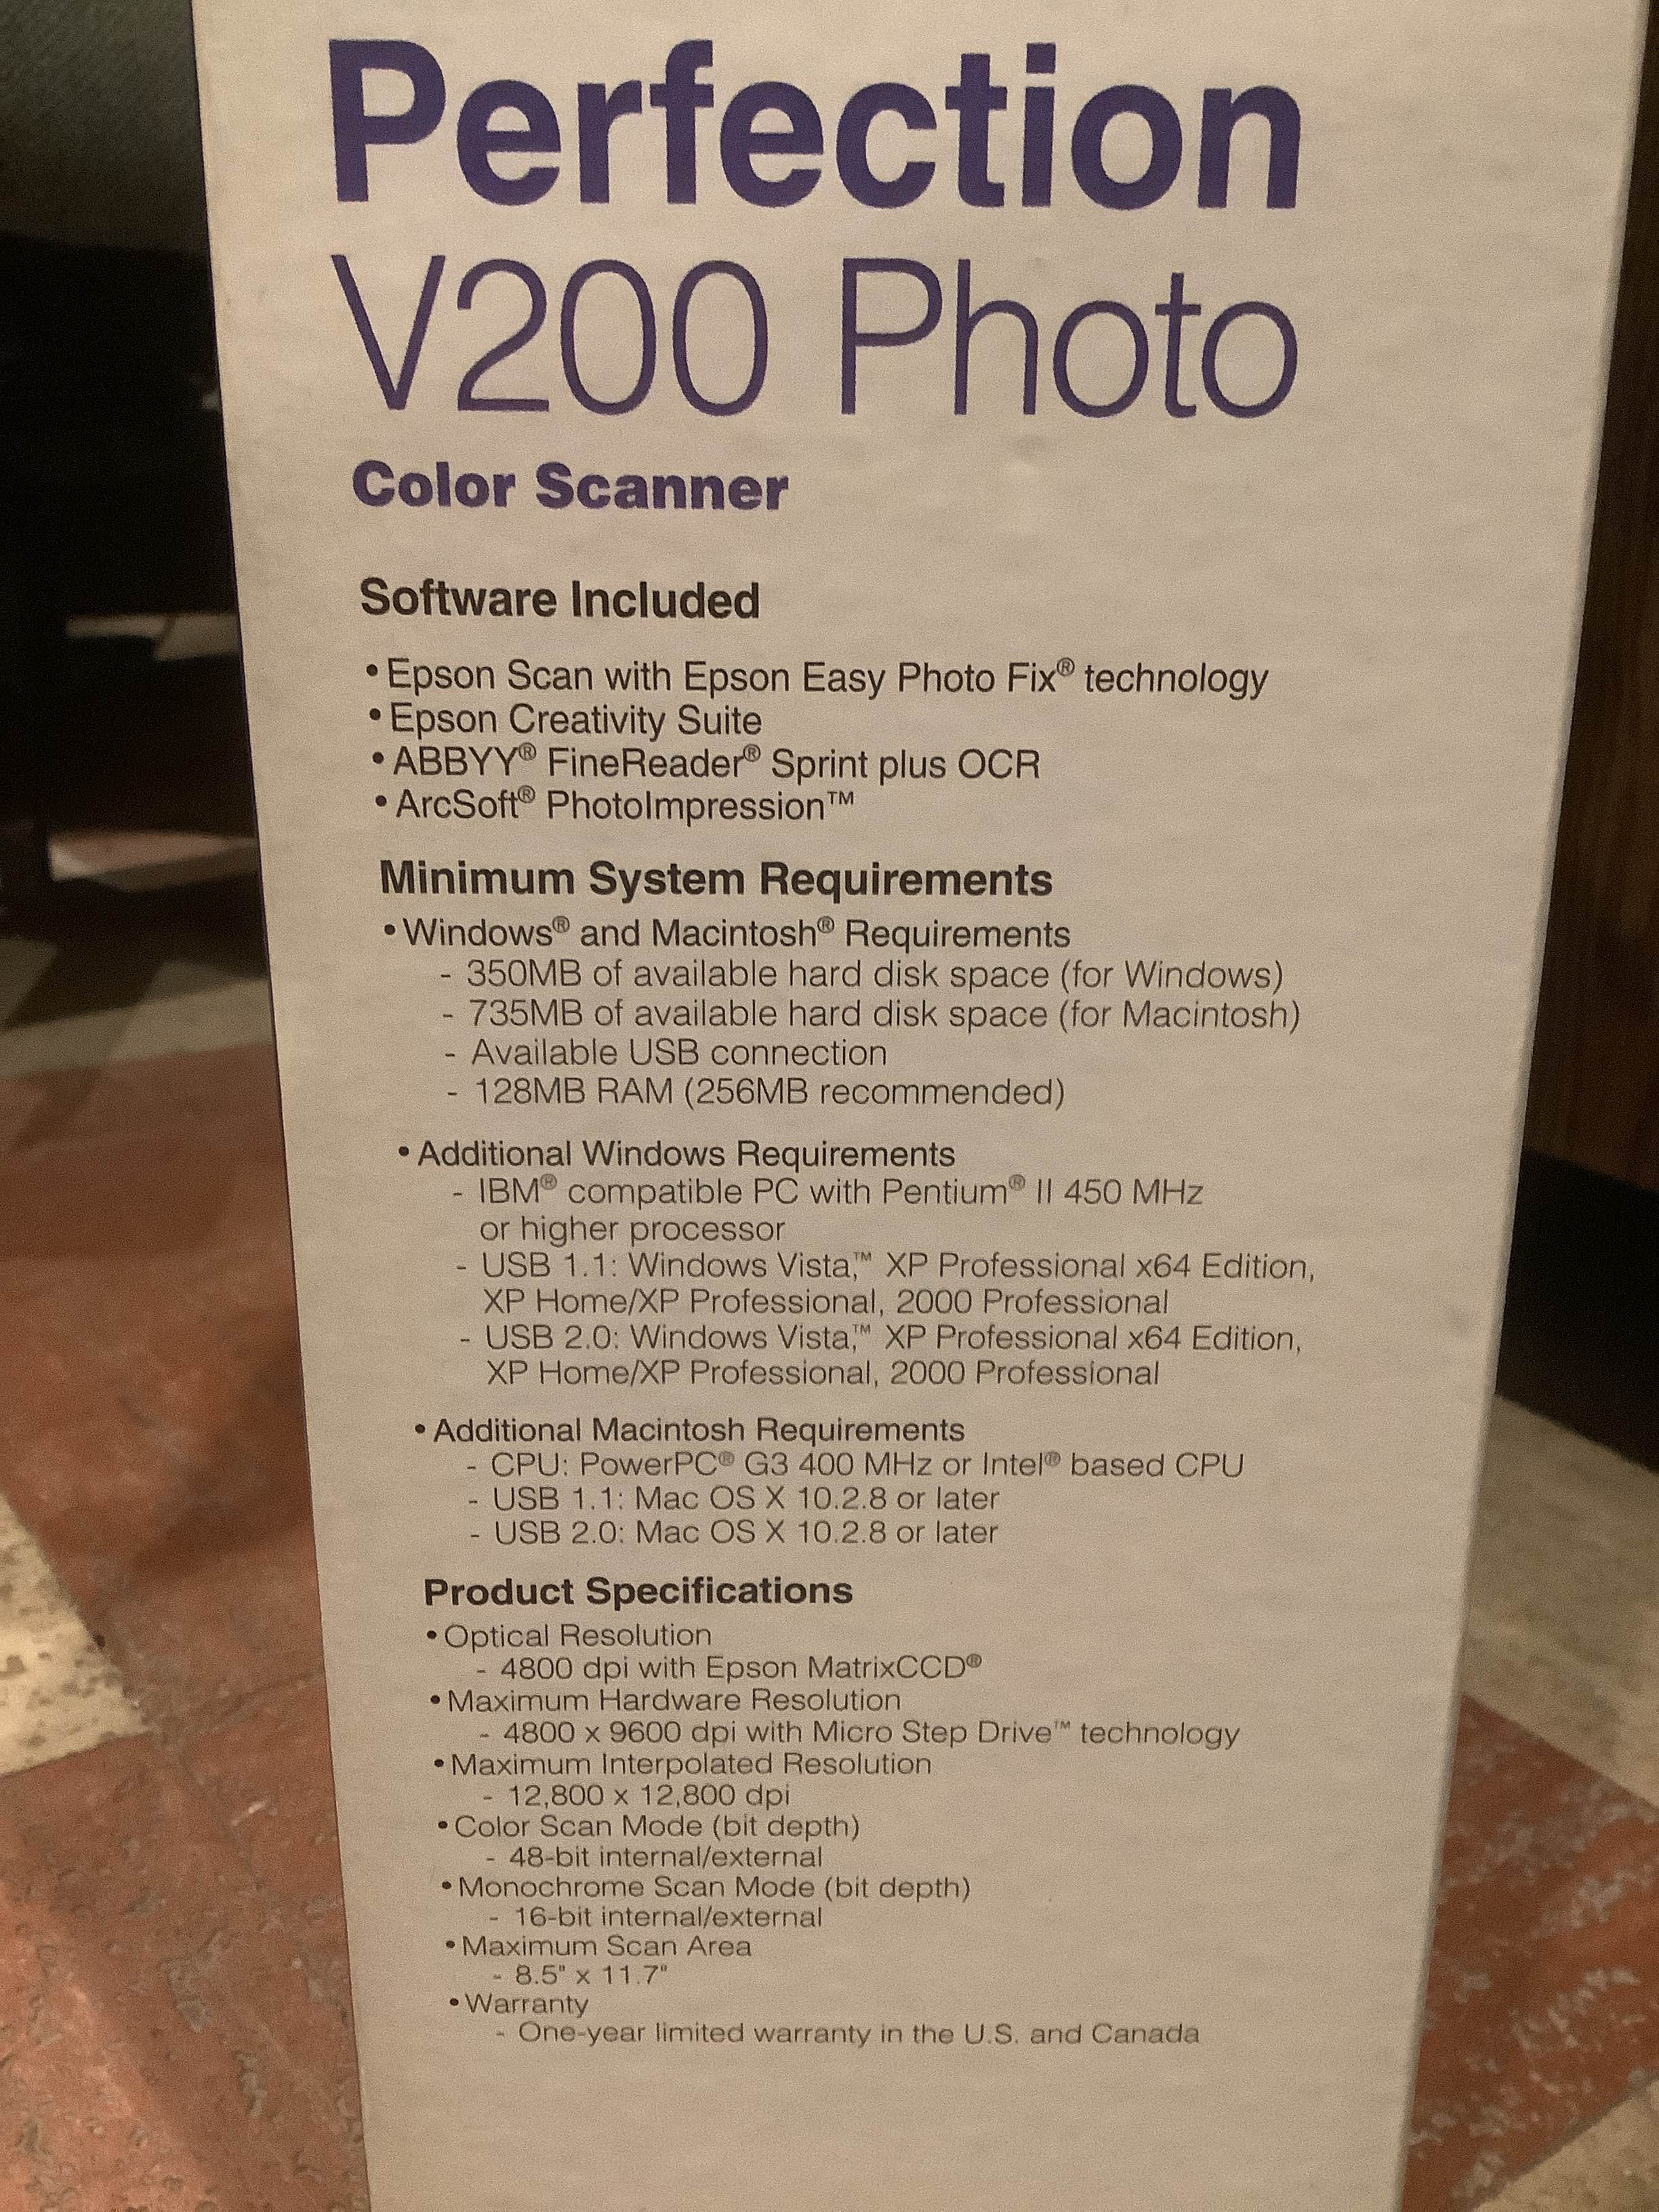 Perfection
V200 Photo
Color Scanner
Software Included
• Epson Scan with Epson Easy Photo Fix® technology
• Epson Creativity Suite
• ABBYY® FineReader® Sprint plus OCR
• ArcSoft® PhotoImpression™
Minimum System Requirements
• Windows® and Macintosh® Requirements
- 350MB of available hard disk space (for Windows)
- 735MB of available hard disk space (for Macintosh)
- Available USB connection
- 128MB RAM (256MB recommended)
• Additional Windows Requirements
- IBM® compatible PC with Pentium® II 450 MHz
or higher processor
- USB 1.1: Windows Vista,™ XP Professional x64 Edition,
XP Home/XP Professional, 2000 Professional
- USB 2.0: Windows Vista,™ XP Professional x64 Edition,
XP Home/XP Professional, 2000 Professional
• Additional Macintosh Requirements
- CPU: PowerPC® G3 400 MHz or Intel® based CPU
- USB 1.1: Mac OS X 10.2.8 or later
- USB 2.0: Mac OS X 10.2.8 or later
Product Specifications
• Optical Resolution
- 4800 dpi with Epson MatrixCCD®
• Maximum Hardware Resolution
- 4800 x 9600 dpi with Micro Step Drive™ technology
• Maximum Interpolated Resolution
- 12,800 x 12,800 dpi
• Color Scan Mode (bit depth)
- 48-bit internal/external
• Monochrome Scan Mode (bit depth)
- 16-bit internal/external
• Maximum Scan Area
- 8.5" x 11.7"
• Warranty
- One-year limited warranty in the U.S. and Canada